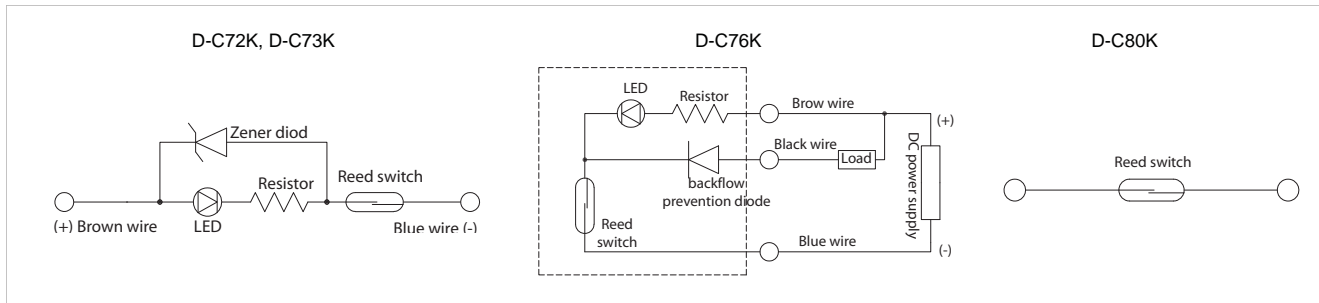 D-C72K, D-C73K
Zener diod
Resistor
Reed switch
(+) Brown wire
LED
Blue wire (-)
D-C76K
LED
Resistor
Brow wire
(+)
Black wire
Load
backflow
prevention diode
DC power supply
Reed
switch
Blue wire
(-)
D-C80K
Reed switch